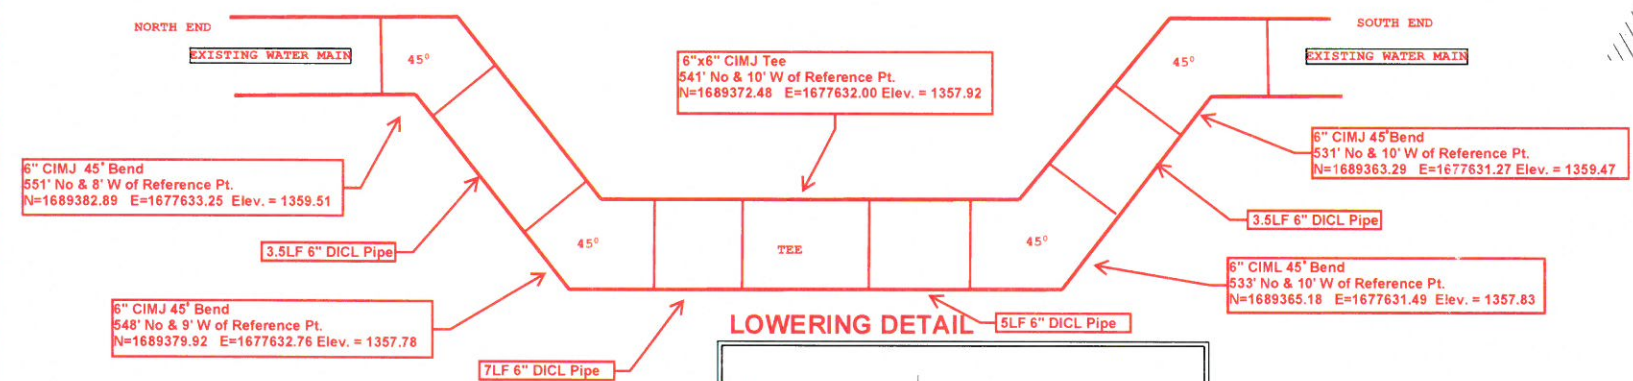 NORTH END
EXISTING WATER MAIN
45°
6"x6" CIMJ Tee
541' No & 10' W of Reference Pt.
N=1689372.48 E=1677632.00 Elev. = 1357.92
45°
SOUTH END
EXISTING WATER MAIN
6" CIMJ 45° Bend
551' No & 8' W of Reference Pt.
N=1689382.89 E=1677633.25 Elev. = 1359.51
6" CIMJ 45° Bend
531' No & 10' W of Reference Pt.
N=1689363.29 E=1677631.27 Elev. = 1359.47
3.5LF 6" DICL Pipe
45°
TEE
45°
3.5LF 6" DICL Pipe
6" CIMJ 45° Bend
548' No & 9' W of Reference Pt.
N=1689379.92 E=1677632.76 Elev. = 1357.78
6" CIML 45° Bend
533' No & 10' W of Reference Pt.
N=1689365.18 E=1677631.49 Elev. = 1357.83
LOWERING DETAIL
5LF 6" DICL Pipe
7LF 6" DICL Pipe